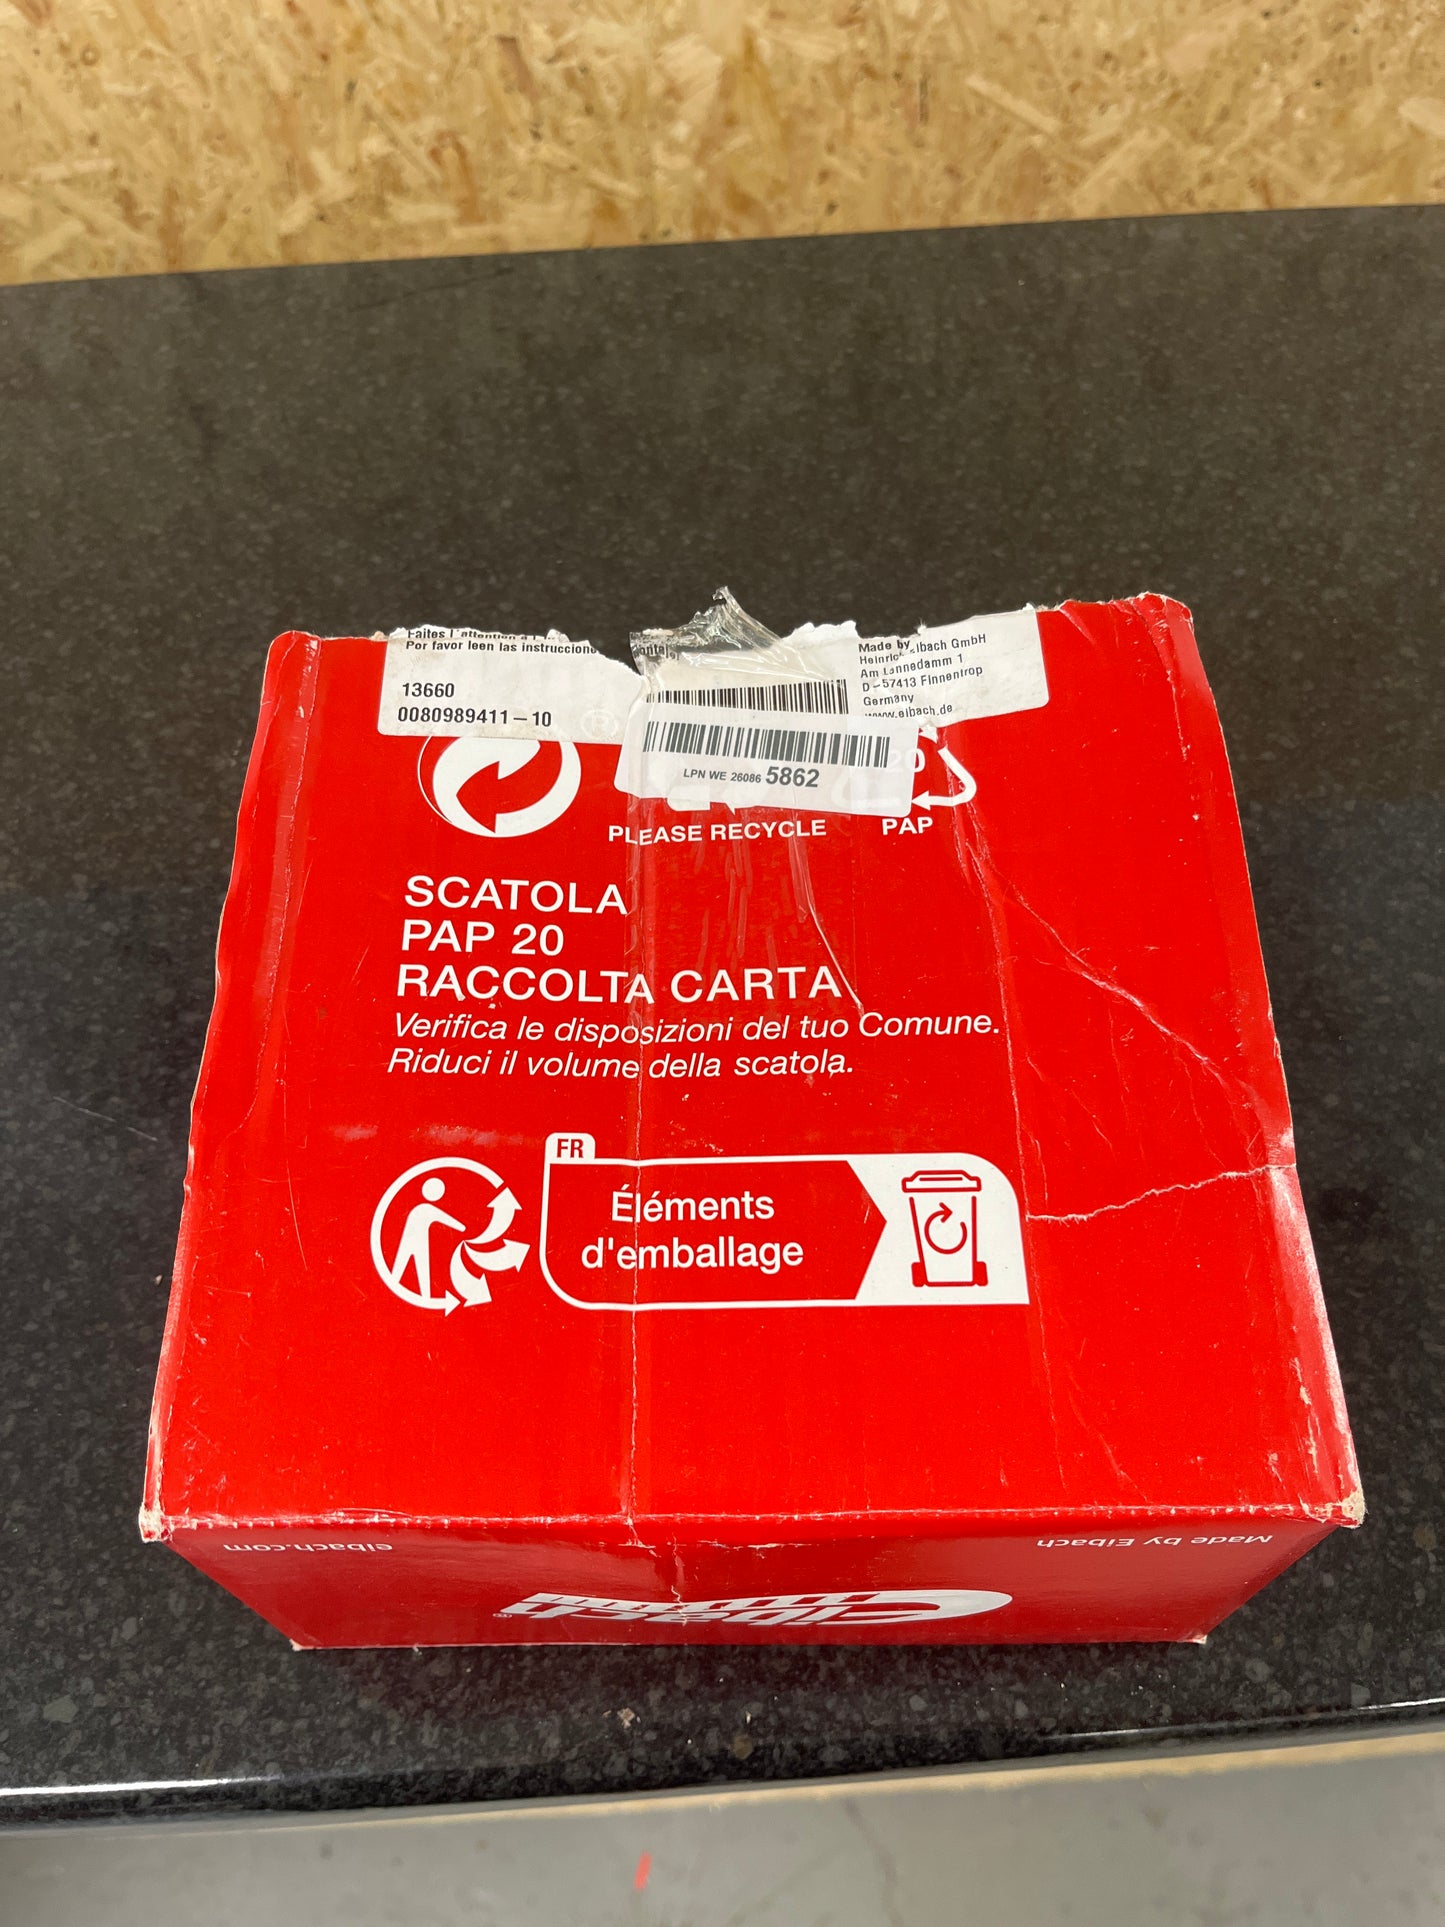 Faites l'attention à l'
Por favor leen las instruccione
13660
0080989411-10
Made by Eibach GmbH
Heinric
Am Lennedamm 1
D-57413 Finnentrop
Germany
www.eibach.de
LPN WE 26086 5862
20
PLEASE RECYCLE
PAP
SCATOLA
PAP 20
RACCOLTA CARTA
Verifica le disposizioni del tuo Comune.
Riduci il volume della scatola.
FR
Éléments
d'emballage
eibach.com
Made by Eibach
eibach®